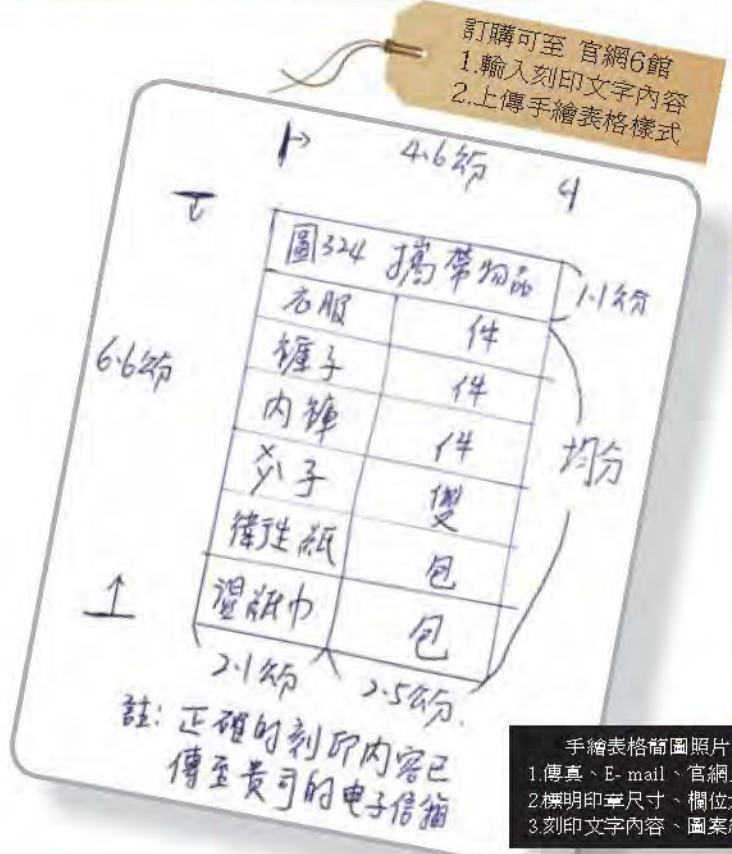 訂購可至 官網6館
1.輸入刻印文字內容
2.上傳手繪表格樣式
4.6公分
圖324 攜帶物品
1.1公分
衣服 件
褲子 件
6.6公分
內褲 件
均分
子 雙
衛生紙 包
濕紙巾 包
2.1公分 2.5公分.
註: 正確的刻印內容已
傳至貴司的电子信箱
手繪表格簡圖照片
1.傳真、E- mail、官網
2.標明印章尺寸、欄位
3.刻印文字內容、圖案